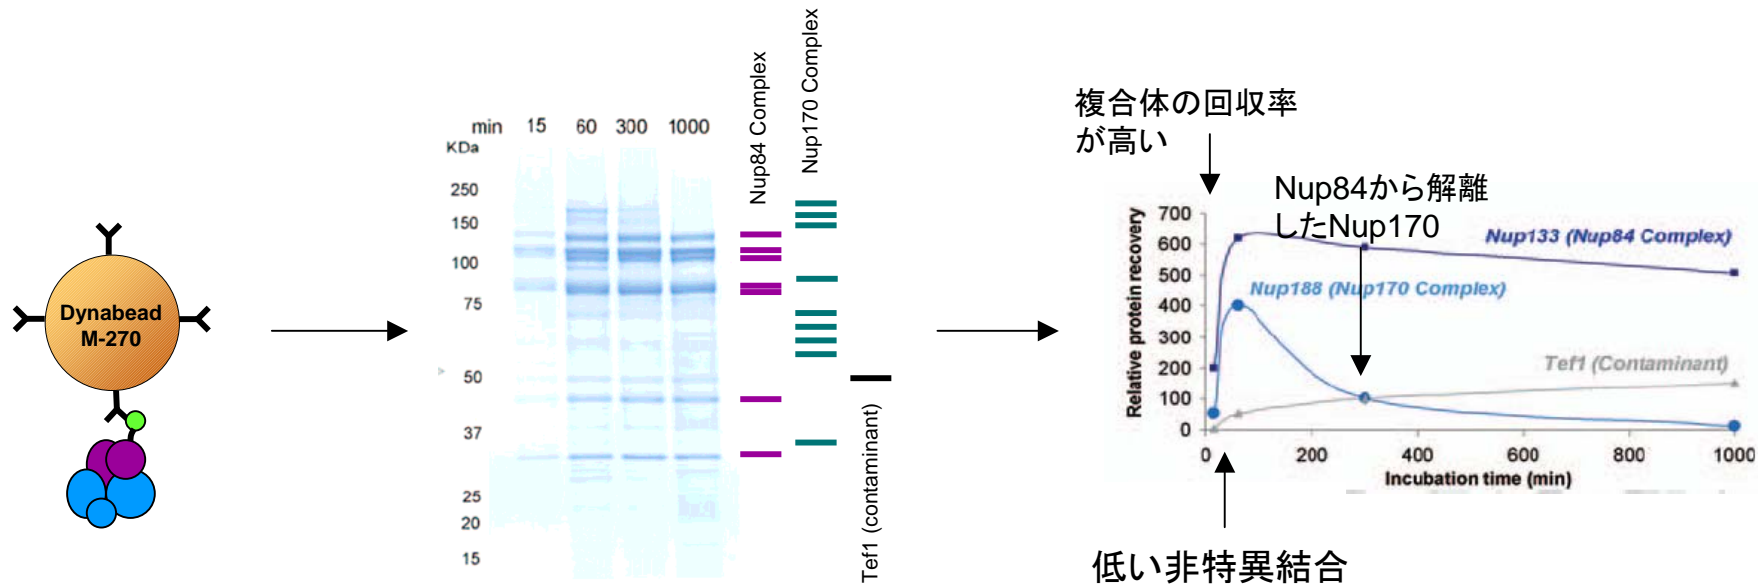 Dynabead
M-270
min 15 60 300 1000
KDa
250
150
100
75
50
37
25
20
15
Nup84 Complex
Nup170 Complex
Tef1 (contaminant)
複合体の回収率
が高い
Nup84から解離
したNup170
Relative protein recovery
700
600
500
400
300
200
100
0
Nup133 (Nup84 Complex)
Nup188 (Nup170 Complex)
Tef1 (Contaminant)
0 200 400 600 800 1000
Incubation time (min)
低い非特異結合